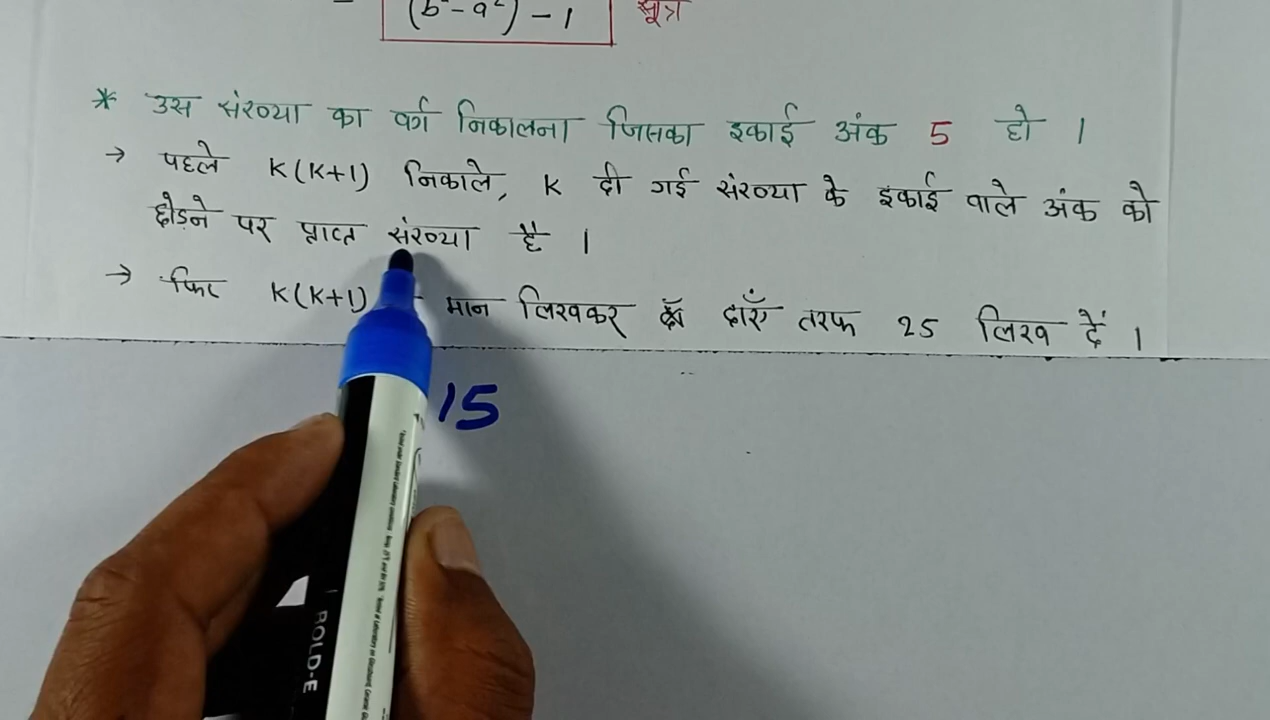 (b² - a²) - 1 सूत्र
* उस संख्या का वर्ग निकालना जिसका इकाई अंक 5 हो ।
→ पहले K(K+1) निकाले, K दी गई संख्या के इकाई वाले अंक को
छोड़ने पर प्राप्त संख्या है ।
→ फिर K(K+1) मान लिखकर दाएँ तरफ 25 लिख दें ।
15
BOLD-E